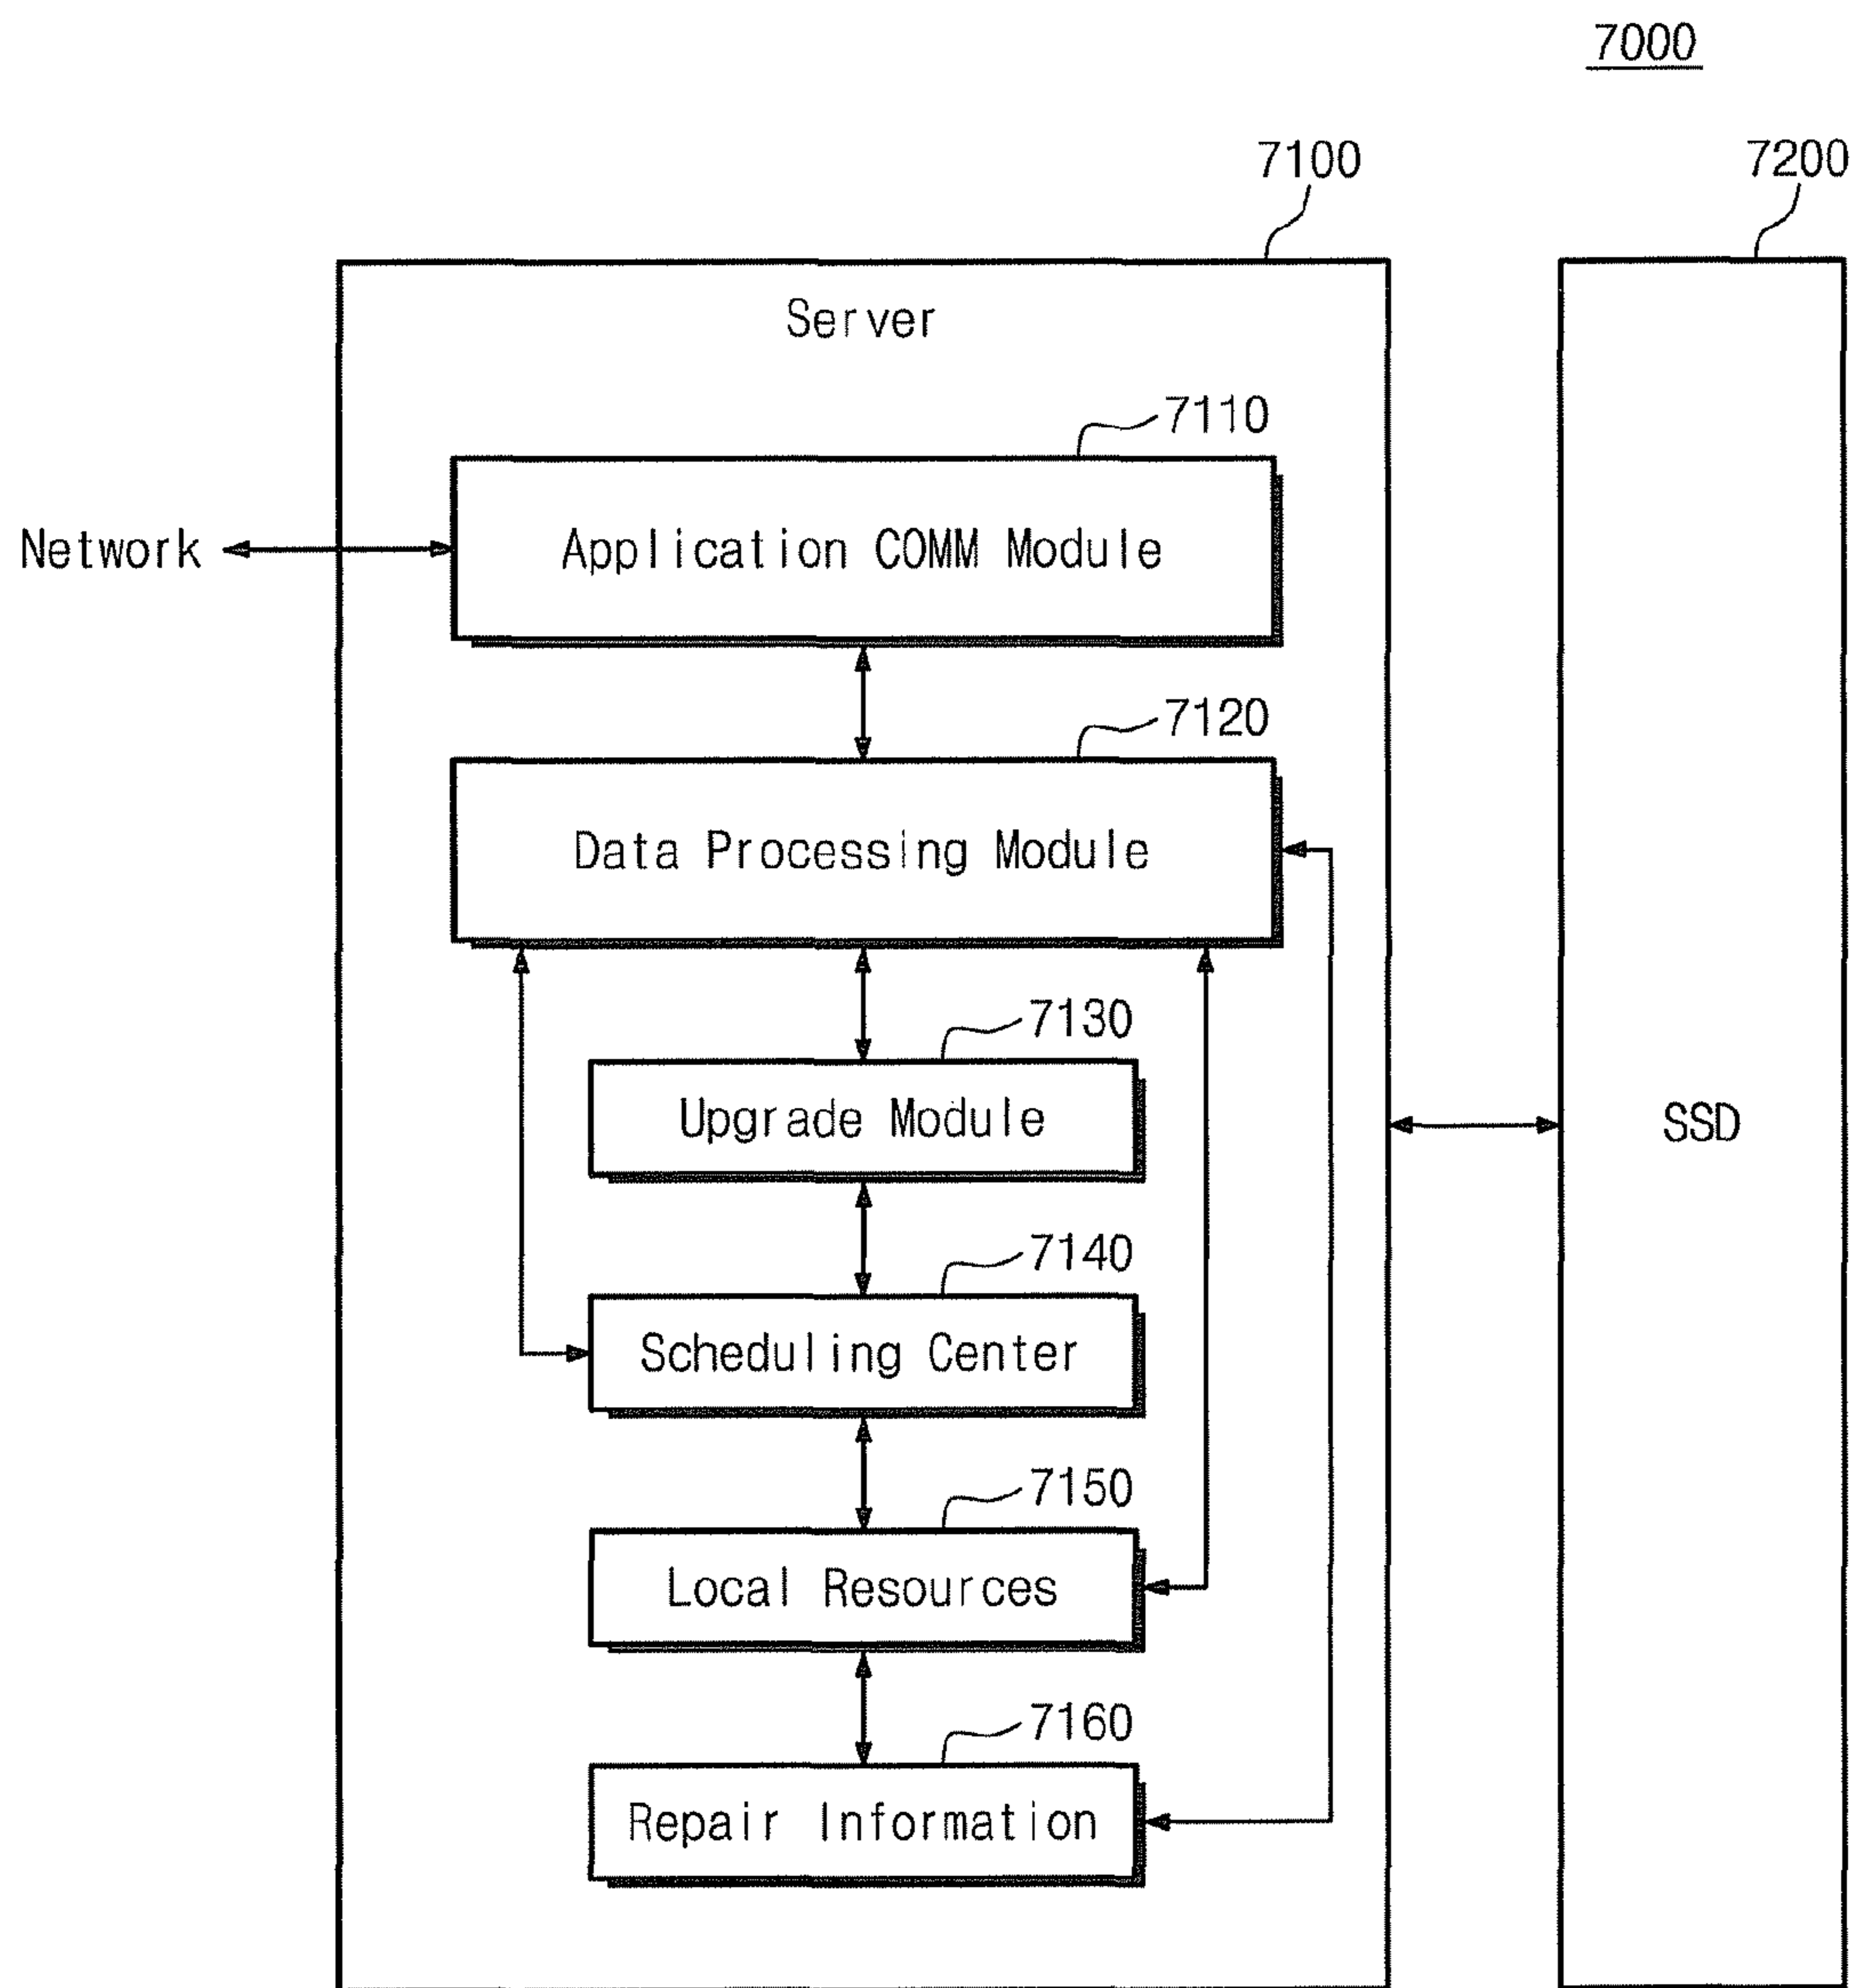 7000
7100
7200
Server
7110
Network
Application COMM Module
7120
Data Processing Module
7130
Upgrade Module
SSD
7140
Scheduling Center
7150
Local Resources
7160
Repair Information